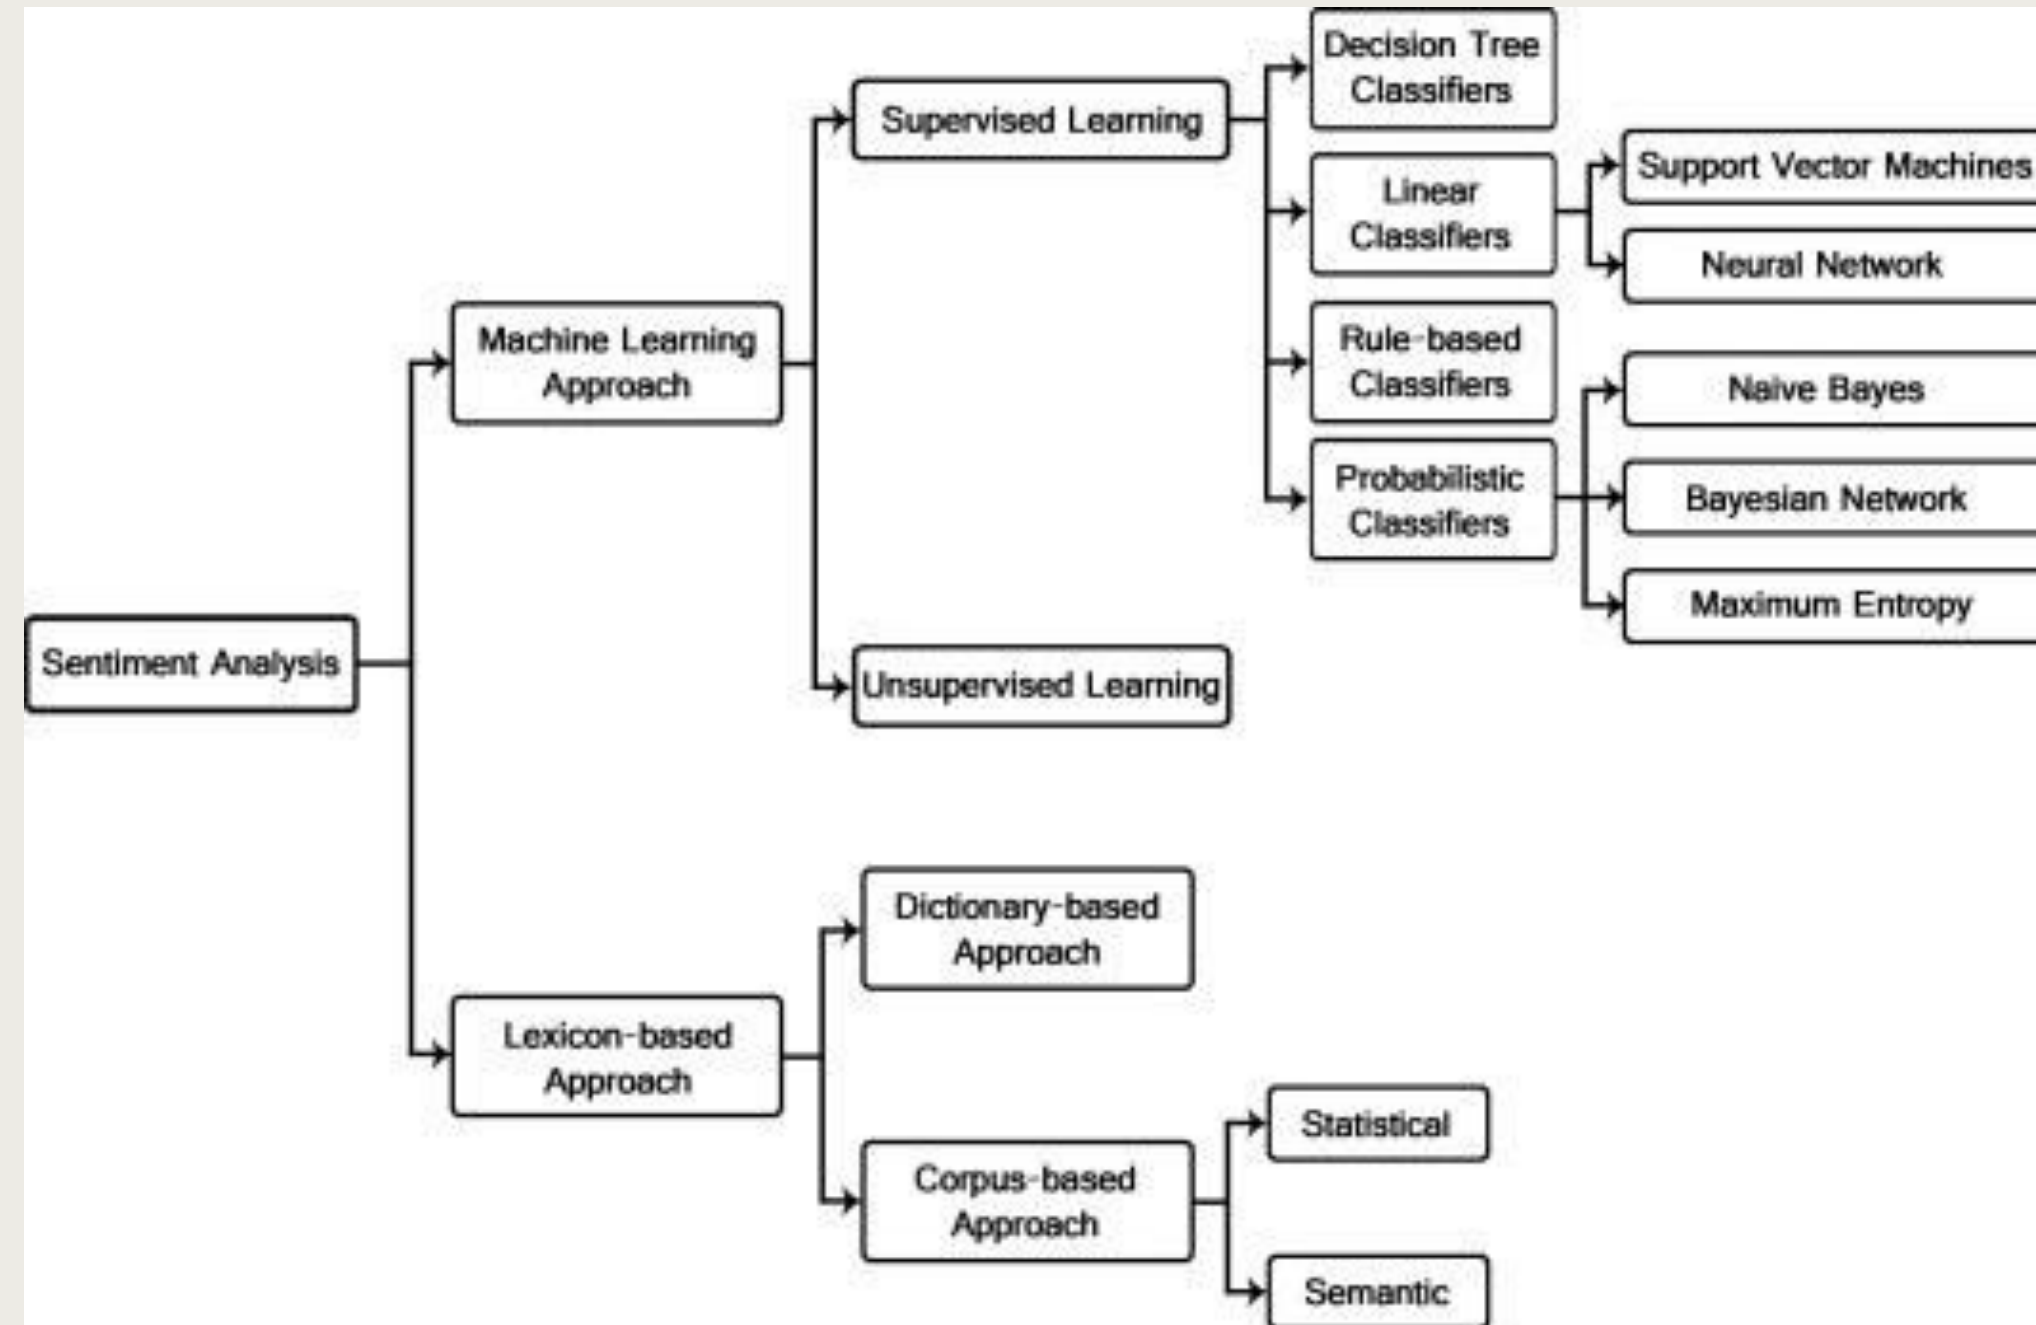 Decision Tree
Classifiers
Supervised Learning
Support Vector Machines
Linear
Classifiers
Neural Network
Machine Learning
Approach
Rule-based
Classifiers
Naive Bayes
Probabilistic
Classifiers
Bayesian Network
Maximum Entropy
Sentiment Analysis
Unsupervised Learning
Dictionary-based
Approach
Lexicon-based
Approach
Statistical
Corpus-based
Approach
Semantic